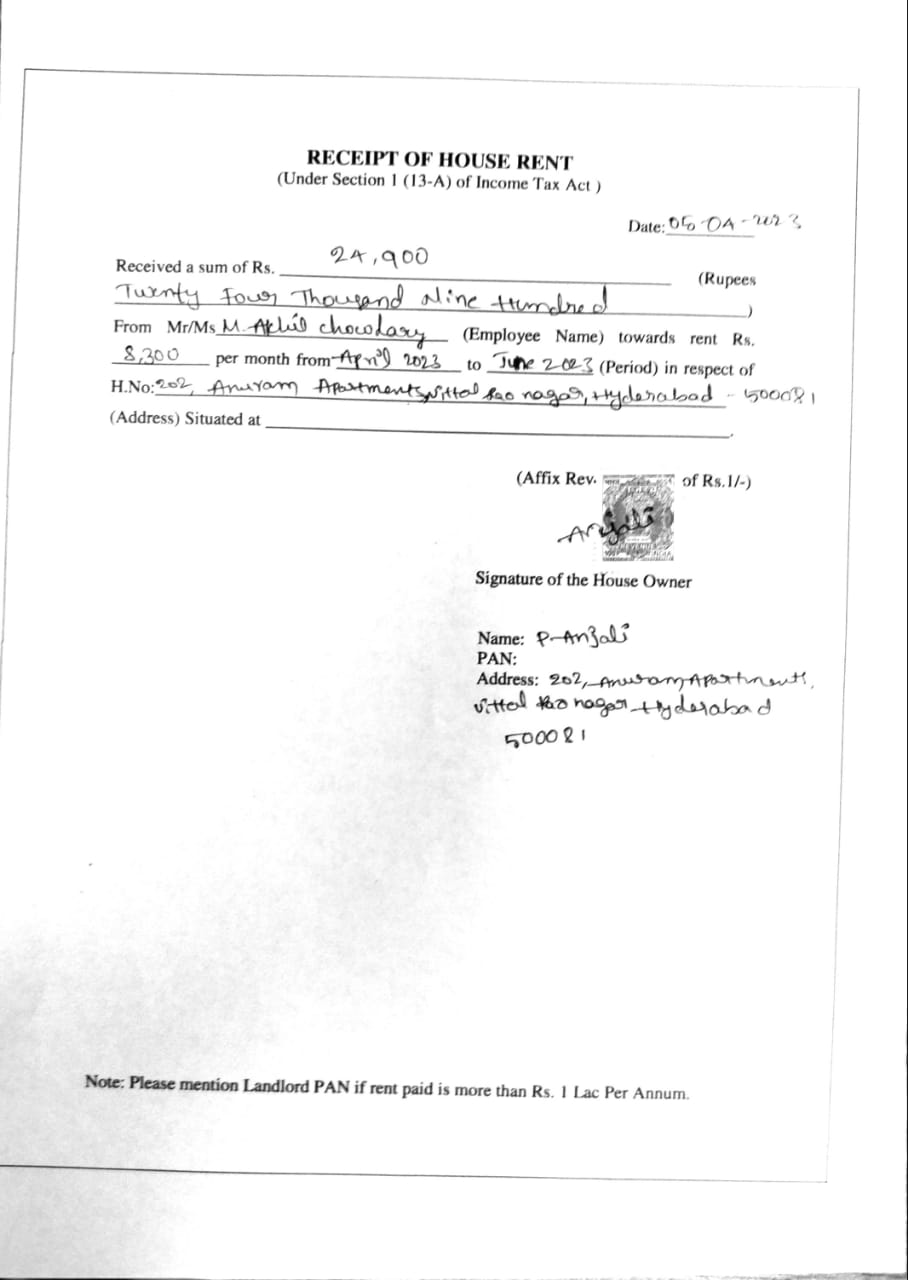 RECEIPT OF HOUSE RENT
(Under Section 1 (13-A) of Income Tax Act )
Date: 05-04-2023
Received a sum of Rs. 24,900 (Rupees
Twenty Four Thousand Nine Hundred )
From Mr/Ms M. Akhil chowdary (Employee Name) towards rent Rs.
8,300 per month from April 2023 to June 2023 (Period) in respect of
H.No: 202, Anuram Apartments, Vittal Rao nagar, Hyderabad - 500081
(Address) Situated at .
(Affix Rev. of Rs.1/-)
Anjali
Signature of the House Owner
Name: P. Anjali
PAN:
Address: 202, Anuram Apartments,
Vittal Rao nagar Hyderabad
500081
Note: Please mention Landlord PAN if rent paid is more than Rs. 1 Lac Per Annum.